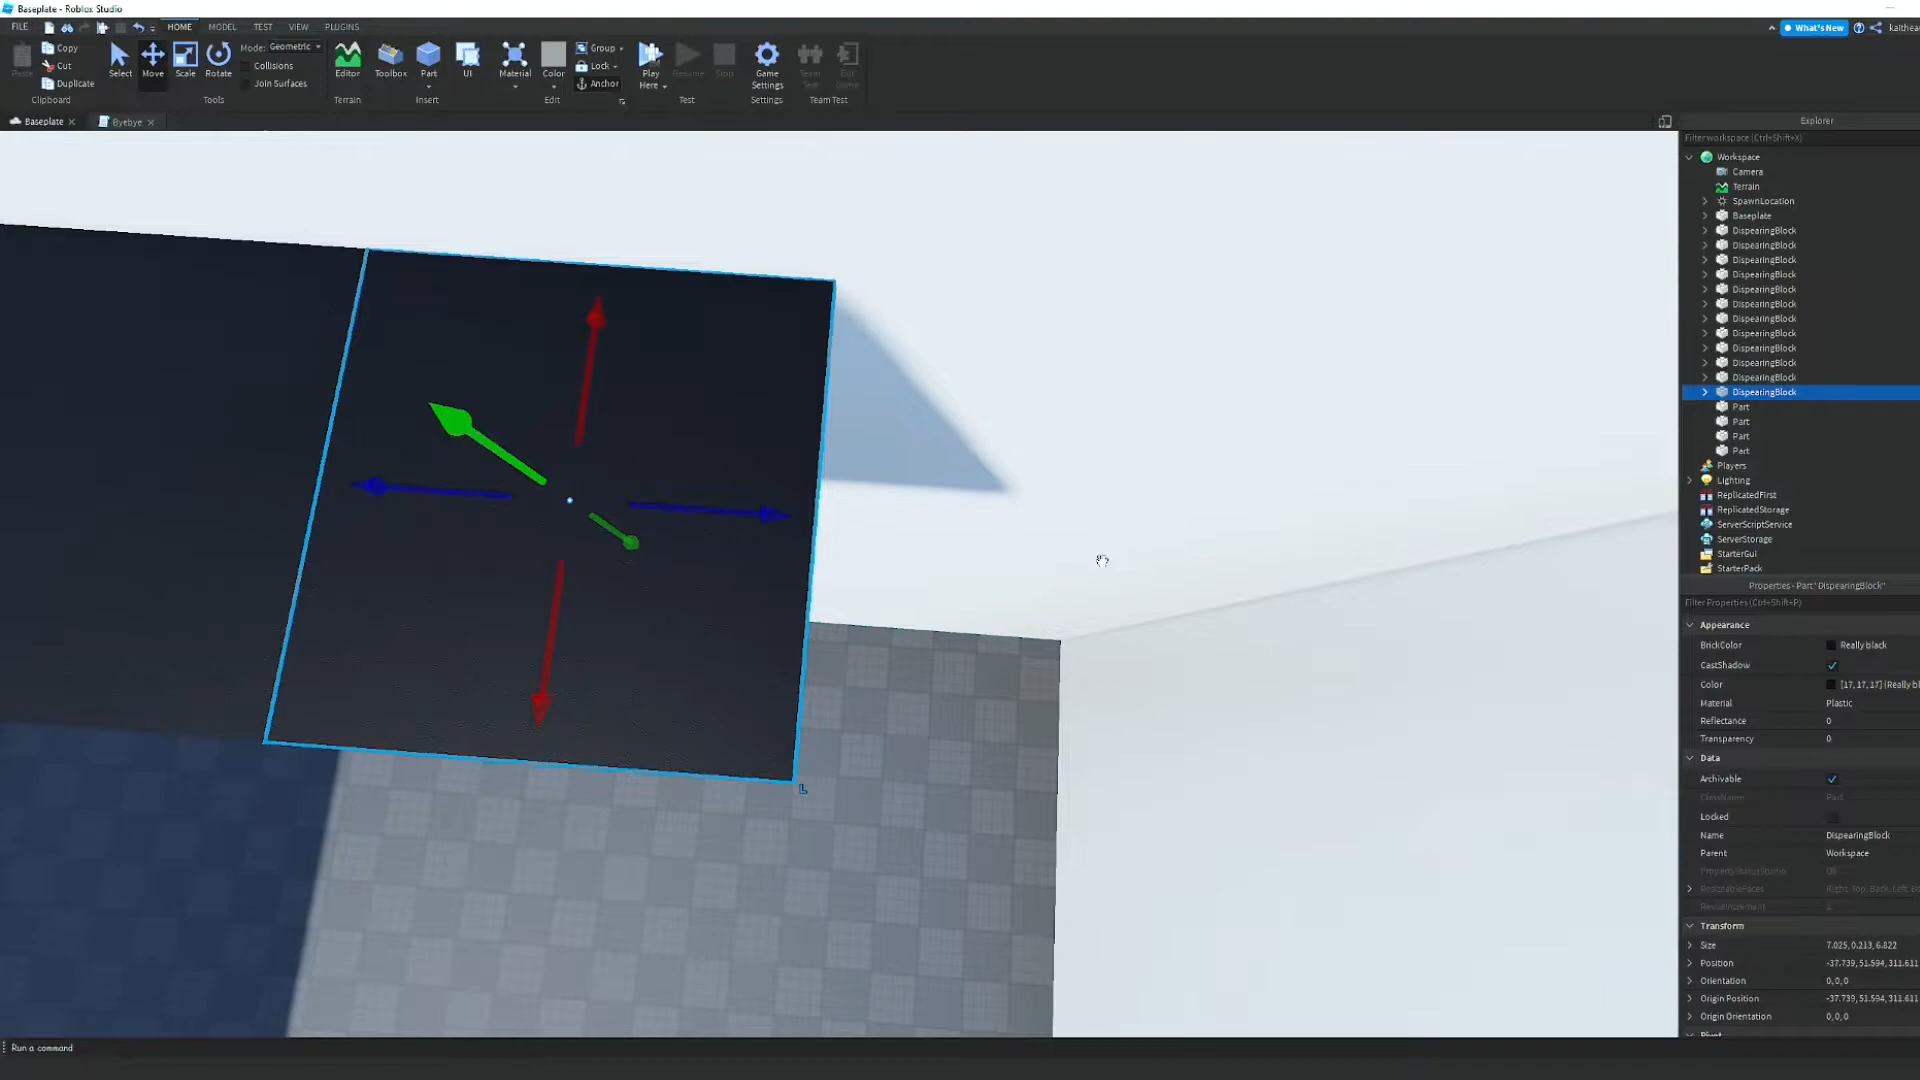 Baseplate - Roblox Studio
FILE HOME MODEL TEST VIEW PLUGINS What's New
Copy
Cut
Duplicate
Paste
Clipboard
Select Move Scale Rotate
Mode: Geometric
Collisions
Join Surfaces
Tools
Editor
Terrain
Toolbox Part UI
Insert
Material Color
Group
Lock
Anchor
Edit
Play Here Resume Stop
Test
Game Settings
Settings
Team Test
Team Test
Baseplate Byebye
Explorer
Filter workspace (Ctrl+Shift+X)
Workspace
Camera
Terrain
SpawnLocation
Baseplate
DispearingBlock
DispearingBlock
DispearingBlock
DispearingBlock
DispearingBlock
DispearingBlock
DispearingBlock
DispearingBlock
DispearingBlock
DispearingBlock
DispearingBlock
DispearingBlock
Part
Part
Part
Part
Players
Lighting
ReplicatedFirst
ReplicatedStorage
ServerScriptService
ServerStorage
StarterGui
StarterPack
Properties - Part "DispearingBlock"
Filter Properties (Ctrl+Shift+P)
Appearance
BrickColor Really black
CastShadow
Color [17, 17, 17] (Really bl
Material Plastic
Reflectance 0
Transparency 0
Data
Archivable
ClassName Part
Locked
Name DispearingBlock
Parent Workspace
Transform
Size 7.025, 0.213, 6.822
Position -37.739, 51.594, 311.611
Orientation 0, 0, 0
Origin Position -37.739, 51.594, 311.611
Origin Orientation 0, 0, 0
Pivot
L
Run a command